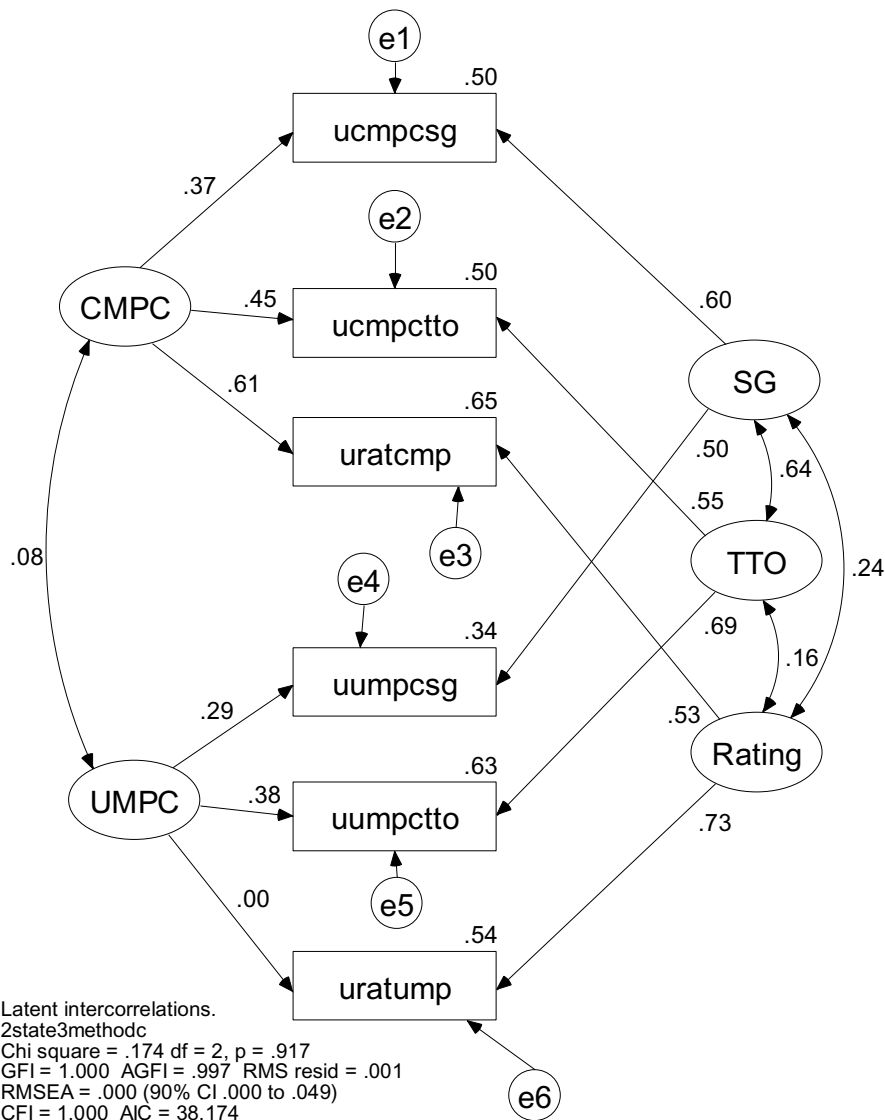 e1
.50
ucmpcsg
.37
e2
.50
.60
CMPC
.45
ucmpctto
SG
.61
.65
uratcmp
.50
.64
.55
e3
.08
e4
TTO
.24
.34
.69
uumpcsg
.16
.29
.53
Rating
.63
UMPC
.38
uumpctto
.73
.00
e5
.54
uratump
Latent intercorrelations.
2state3methodc
Chi square = .174 df = 2, p = .917
GFI = 1.000 AGFI = .997 RMS resid = .001
RMSEA = .000 (90% CI .000 to .049)
CFI = 1.000 AIC = 38.174
e6